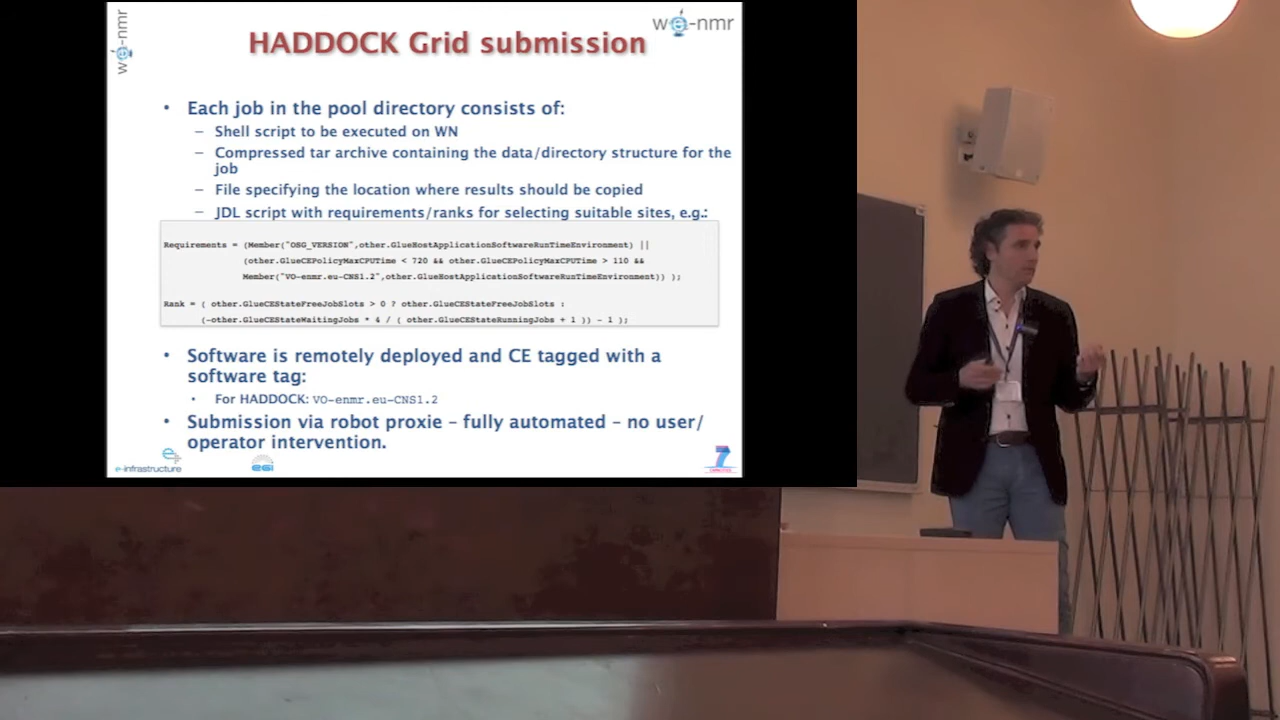 we-nmr
we-nmr
HADDOCK Grid submission
• Each job in the pool directory consists of:
– Shell script to be executed on WN
– Compressed tar archive containing the data/directory structure for the
job
– File specifying the location where results should be copied
– JDL script with requirements/ranks for selecting suitable sites, e.g.:
Requirements = (Member("OSG_VERSION",other.GlueHostApplicationSoftwareRunTimeEnvironment) ||
(other.GlueCEPolicyMaxCPUTime < 720 && other.GlueCEPolicyMaxCPUTime > 110 &&
Member("VO-enmr.eu-CNS1.2",other.GlueHostApplicationSoftwareRunTimeEnvironment)) );
Rank = ( other.GlueCEStateFreeJobSlots > 0 ? other.GlueCEStateFreeJobSlots :
(-other.GlueCEStateWaitingJobs * 4 / ( other.GlueCEStateRunningJobs + 1 )) - 1 );
• Software is remotely deployed and CE tagged with a
software tag:
• For HADDOCK: VO-enmr.eu-CNS1.2
• Submission via robot proxie – fully automated – no user/
operator intervention.
e-infrastructure
egi
7